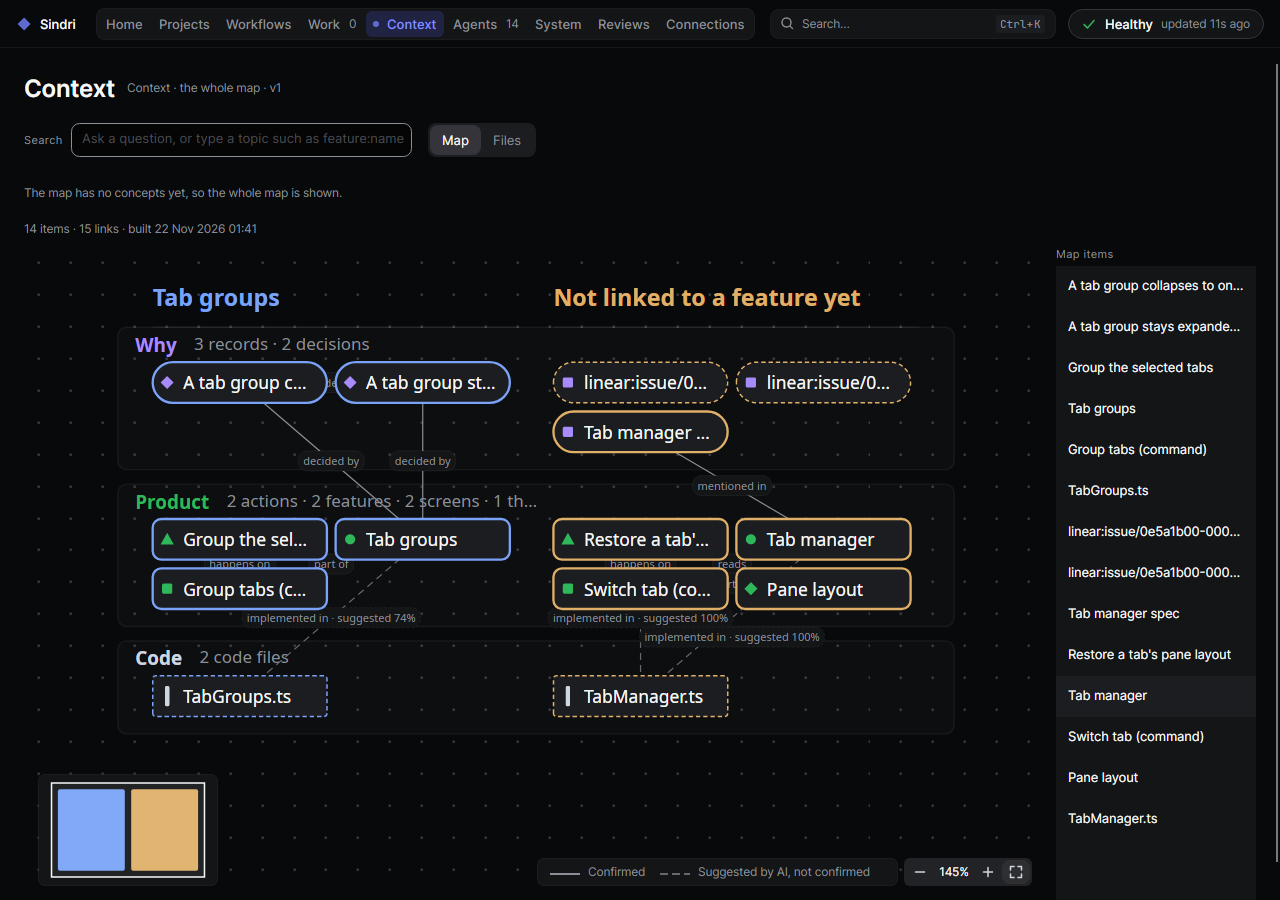 Sindri
Home Projects Workflows Work 0 Context Agents 14 System Reviews Connections
Search... Ctrl+K
Healthy updated 11s ago
Context Context · the whole map · v1
Search Ask a question, or type a topic such as feature:name Map Files
The map has no concepts yet, so the whole map is shown.
14 items · 15 links · built 22 Nov 2026 01:41
Tab groups Not linked to a feature yet
Why 3 records · 2 decisions
A tab group c... A tab group st... linear:issue/0... linear:issue/0...
Tab manager ...
decided by decided by
mentioned in
Product 2 actions · 2 features · 2 screens · 1 th...
Group the sel... Tab groups Restore a tab'... Tab manager
happens on part of happens on reads
Group tabs (c... Switch tab (co... Pane layout
implemented in · suggested 74% implemented in · suggested 100%
implemented in · suggested 100%
Code 2 code files
TabGroups.ts TabManager.ts
Confirmed Suggested by AI, not confirmed
145%
Map items
A tab group collapses to on...
A tab group stays expande...
Group the selected tabs
Tab groups
Group tabs (command)
TabGroups.ts
linear:issue/0e5a1b00-000...
linear:issue/0e5a1b00-000...
Tab manager spec
Restore a tab's pane layout
Tab manager
Switch tab (command)
Pane layout
TabManager.ts